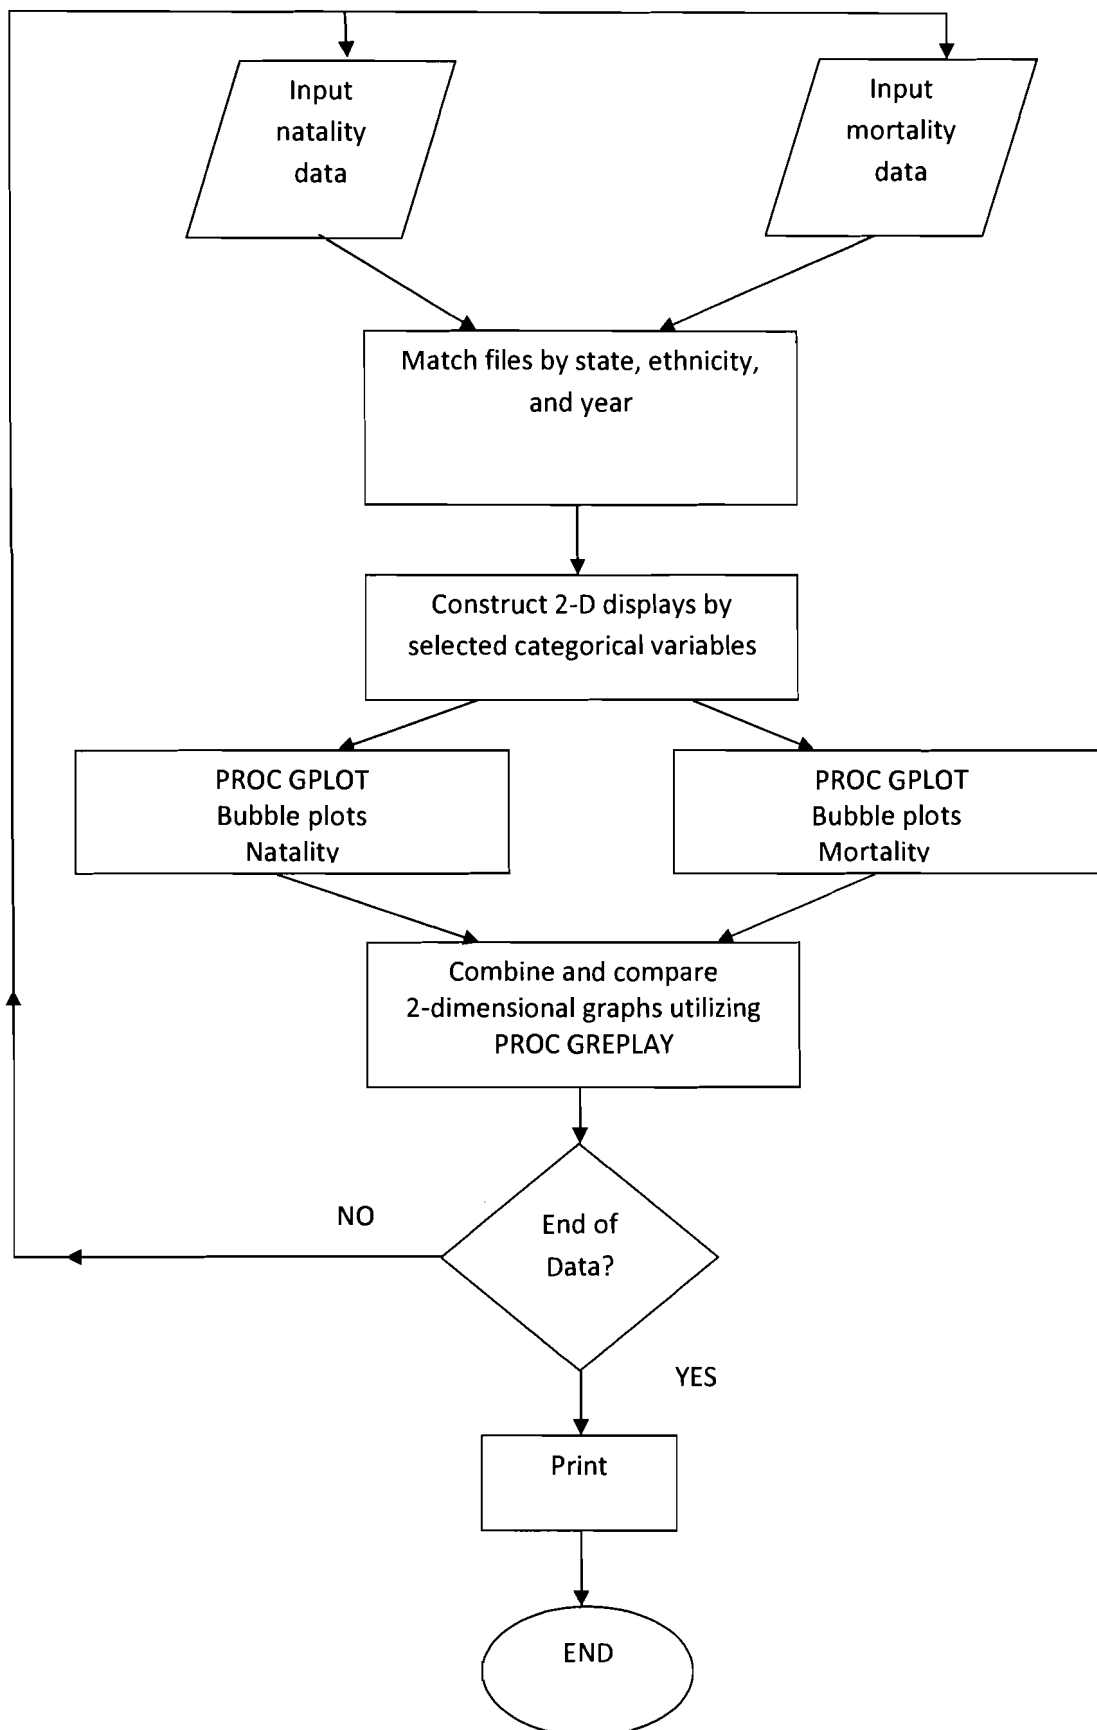 Input
natality
data
Input
mortality
data
Match files by state, ethnicity,
and year
Construct 2-D displays by
selected categorical variables
PROC GPLOT
Bubble plots
Natality
PROC GPLOT
Bubble plots
Mortality
Combine and compare
2-dimensional graphs utilizing
PROC GREPLAY
NO
End of
Data?
YES
Print
END